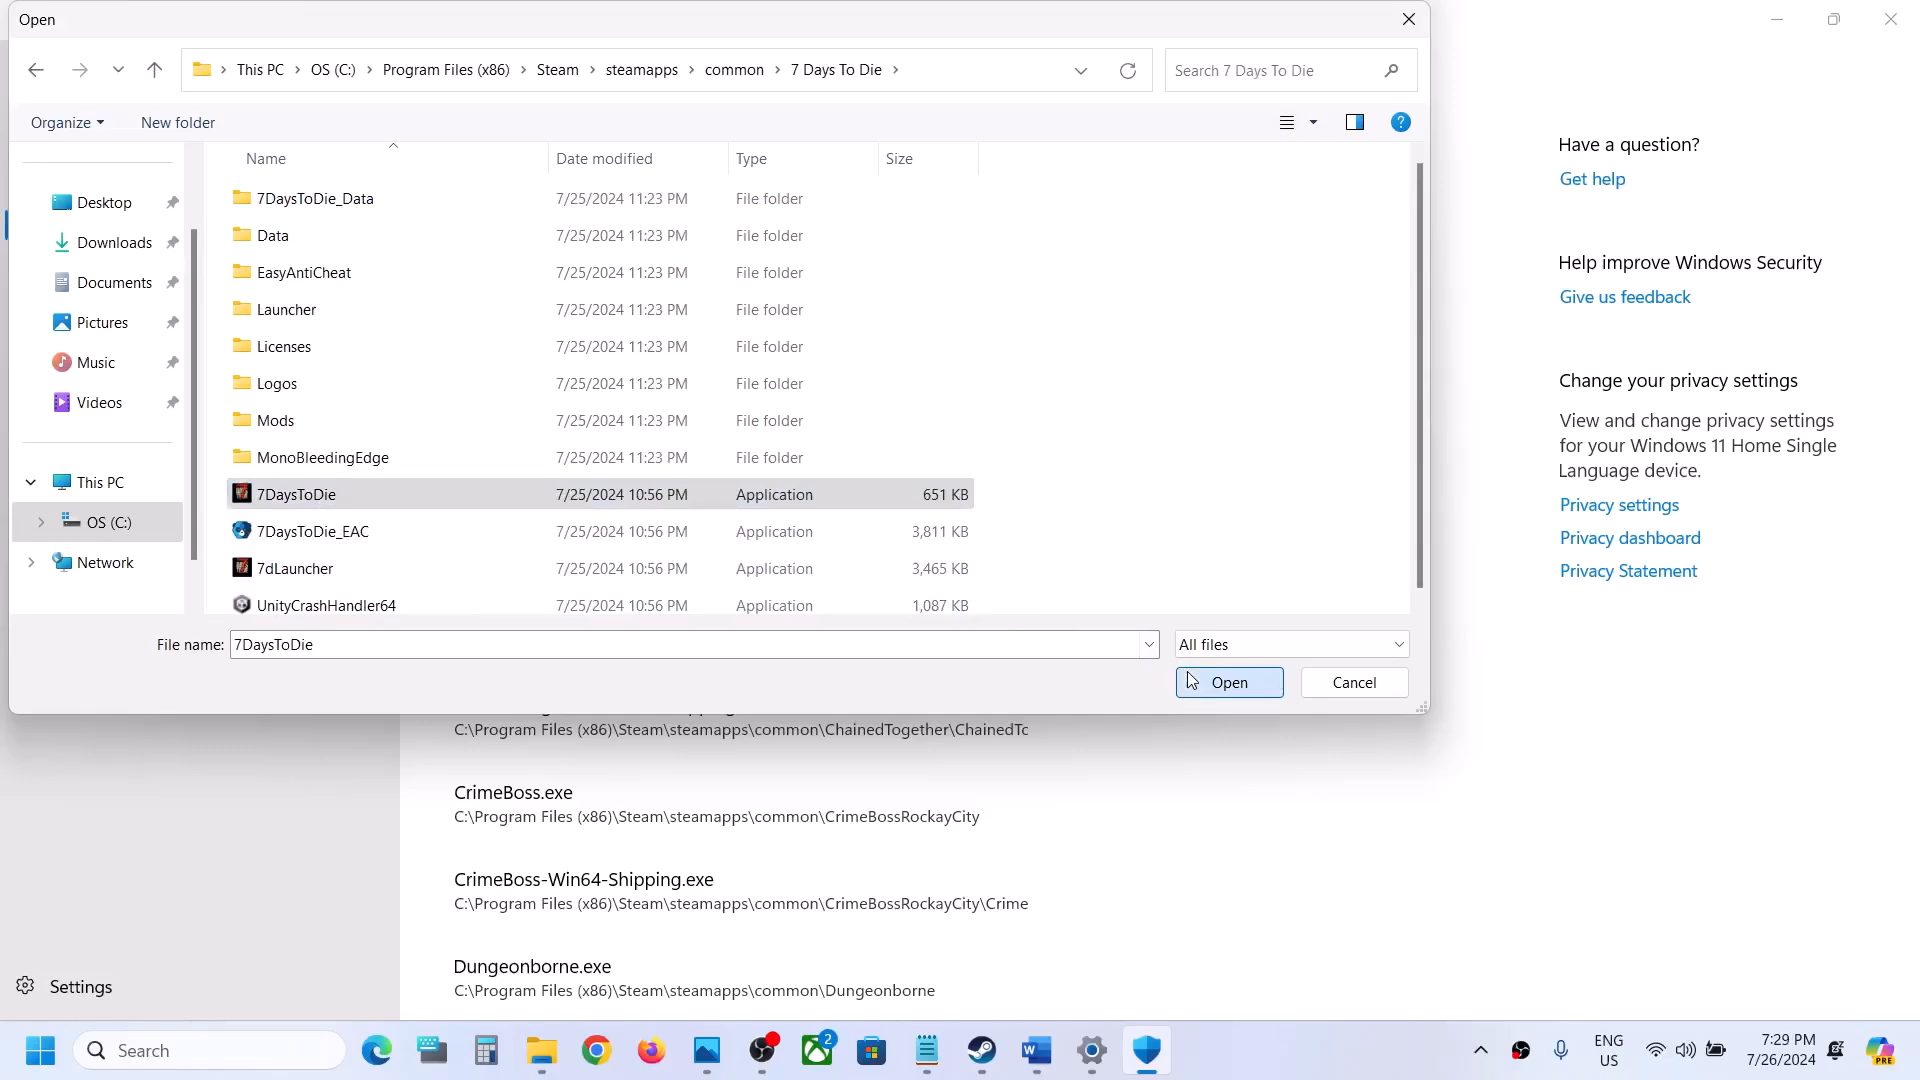 Open
This PC > OS (C:) > Program Files (x86) > Steam > steamapps > common > 7 Days To Die >
Search 7 Days To Die
Organize
New folder
Name Date modified Type Size
Desktop
Downloads
Documents
Pictures
Music
Videos
This PC
OS (C:)
Network
7DaysToDie_Data 7/25/2024 11:23 PM File folder
Data 7/25/2024 11:23 PM File folder
EasyAntiCheat 7/25/2024 11:23 PM File folder
Launcher 7/25/2024 11:23 PM File folder
Licenses 7/25/2024 11:23 PM File folder
Logos 7/25/2024 11:23 PM File folder
Mods 7/25/2024 11:23 PM File folder
MonoBleedingEdge 7/25/2024 11:23 PM File folder
7DaysToDie 7/25/2024 10:56 PM Application 651 KB
7DaysToDie_EAC 7/25/2024 10:56 PM Application 3,811 KB
7dLauncher 7/25/2024 10:56 PM Application 3,465 KB
UnityCrashHandler64 7/25/2024 10:56 PM Application 1,087 KB
File name: 7DaysToDie
All files
Open
Cancel
C:\Program Files (x86)\Steam\steamapps\common\ChainedTogether\ChainedTc
CrimeBoss.exe
C:\Program Files (x86)\Steam\steamapps\common\CrimeBossRockayCity
CrimeBoss-Win64-Shipping.exe
C:\Program Files (x86)\Steam\steamapps\common\CrimeBossRockayCity\Crime
Dungeonborne.exe
C:\Program Files (x86)\Steam\steamapps\common\Dungeonborne
Settings
Have a question?
Get help
Help improve Windows Security
Give us feedback
Change your privacy settings
View and change privacy settings
for your Windows 11 Home Single
Language device.
Privacy settings
Privacy dashboard
Privacy Statement
Search
2
ENG
US
7:29 PM
7/26/2024
PRE